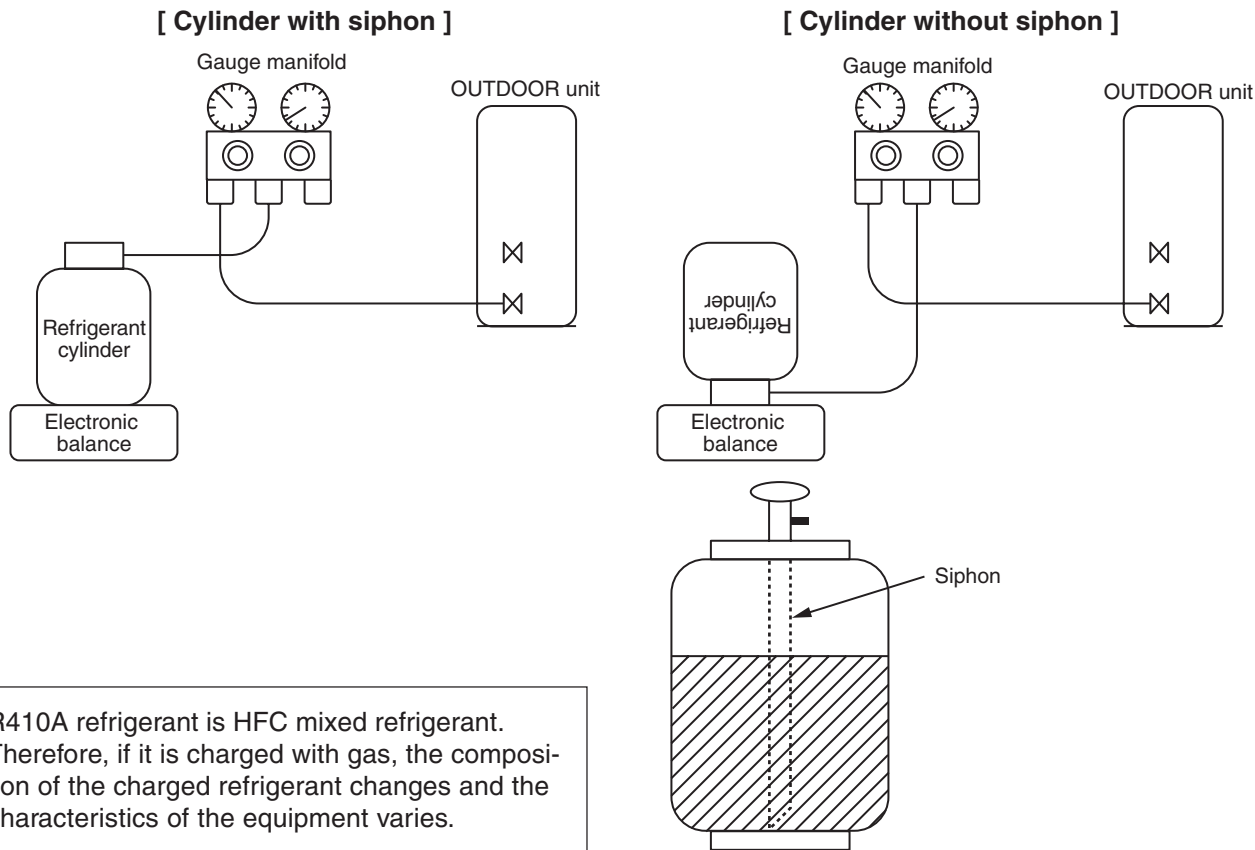 [ Cylinder with siphon ]
Gauge manifold
OUTDOOR unit
Refrigerant
cylinder
Electronic
balance
[ Cylinder without siphon ]
Gauge manifold
OUTDOOR unit
Refrigerant
cylinder
Electronic
balance
Siphon
R410A refrigerant is HFC mixed refrigerant.
Therefore, if it is charged with gas, the composi-
tion of the charged refrigerant changes and the
characteristics of the equipment varies.